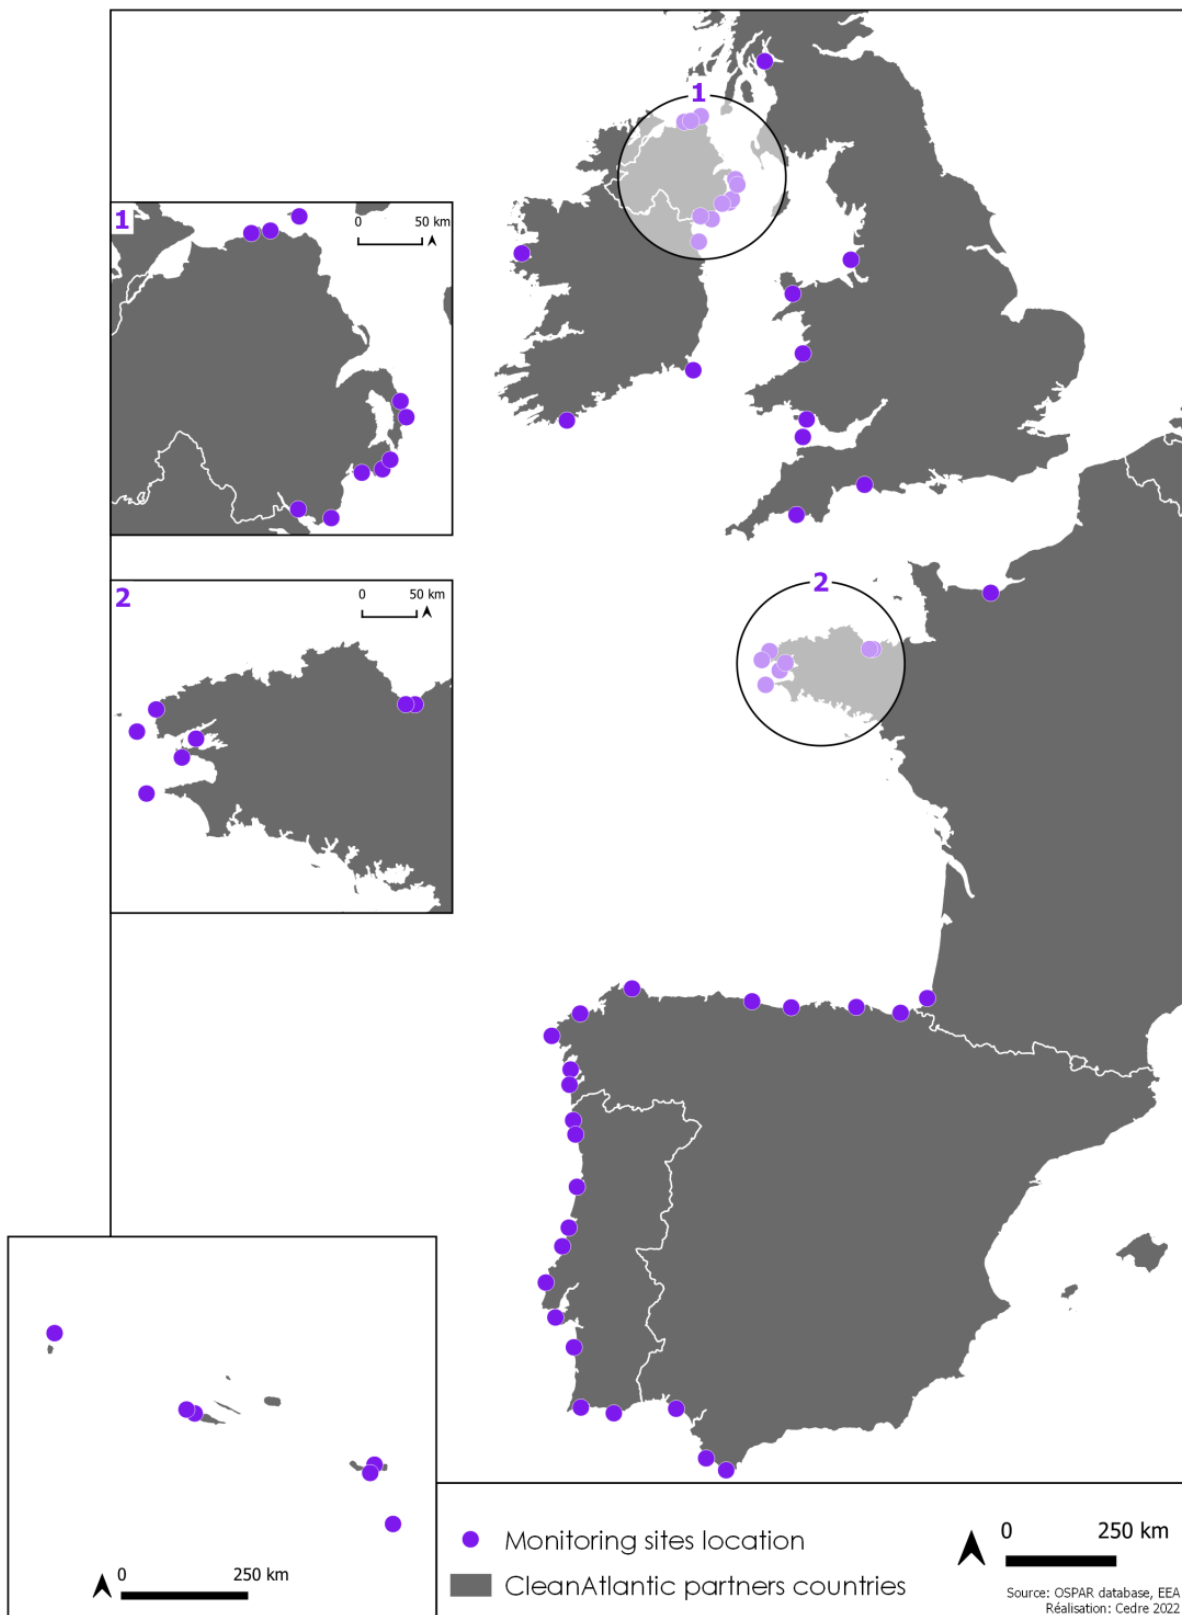 1
1
0 50 km
2
2
0 50 km
0 250 km
Monitoring sites location
CleanAtlantic partners countries
0 250 km
Source: OSPAR database, EEA
Réalisation: Cedre 2022